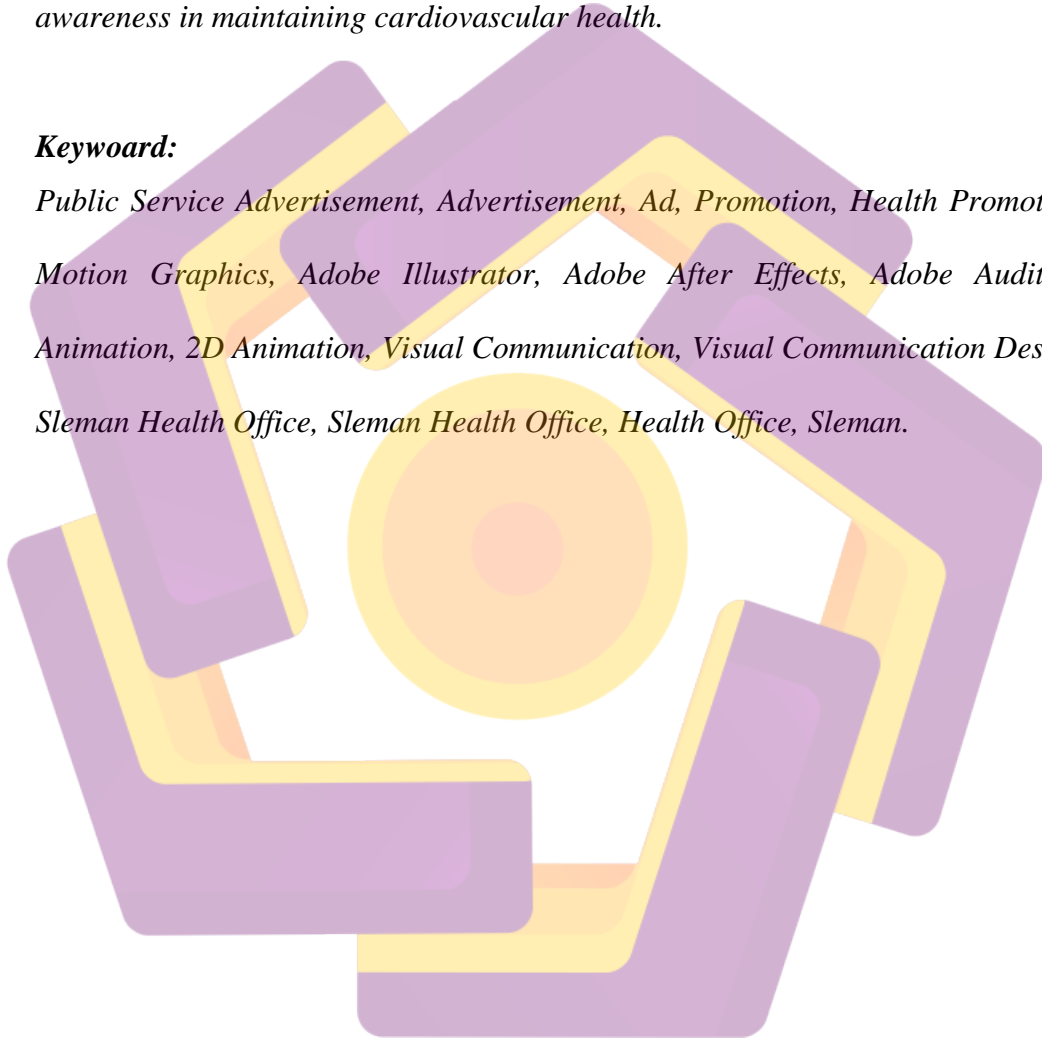 awareness in maintaining cardiovascular health.
Keywoard:
Public Service Advertisement, Advertisement, Ad, Promotion, Health Promot
Motion Graphics, Adobe Illustrator, Adobe After Effects, Adobe Audit
Animation, 2D Animation, Visual Communication, Visual Communication Des
Sleman Health Office, Sleman Health Office, Health Office, Sleman.